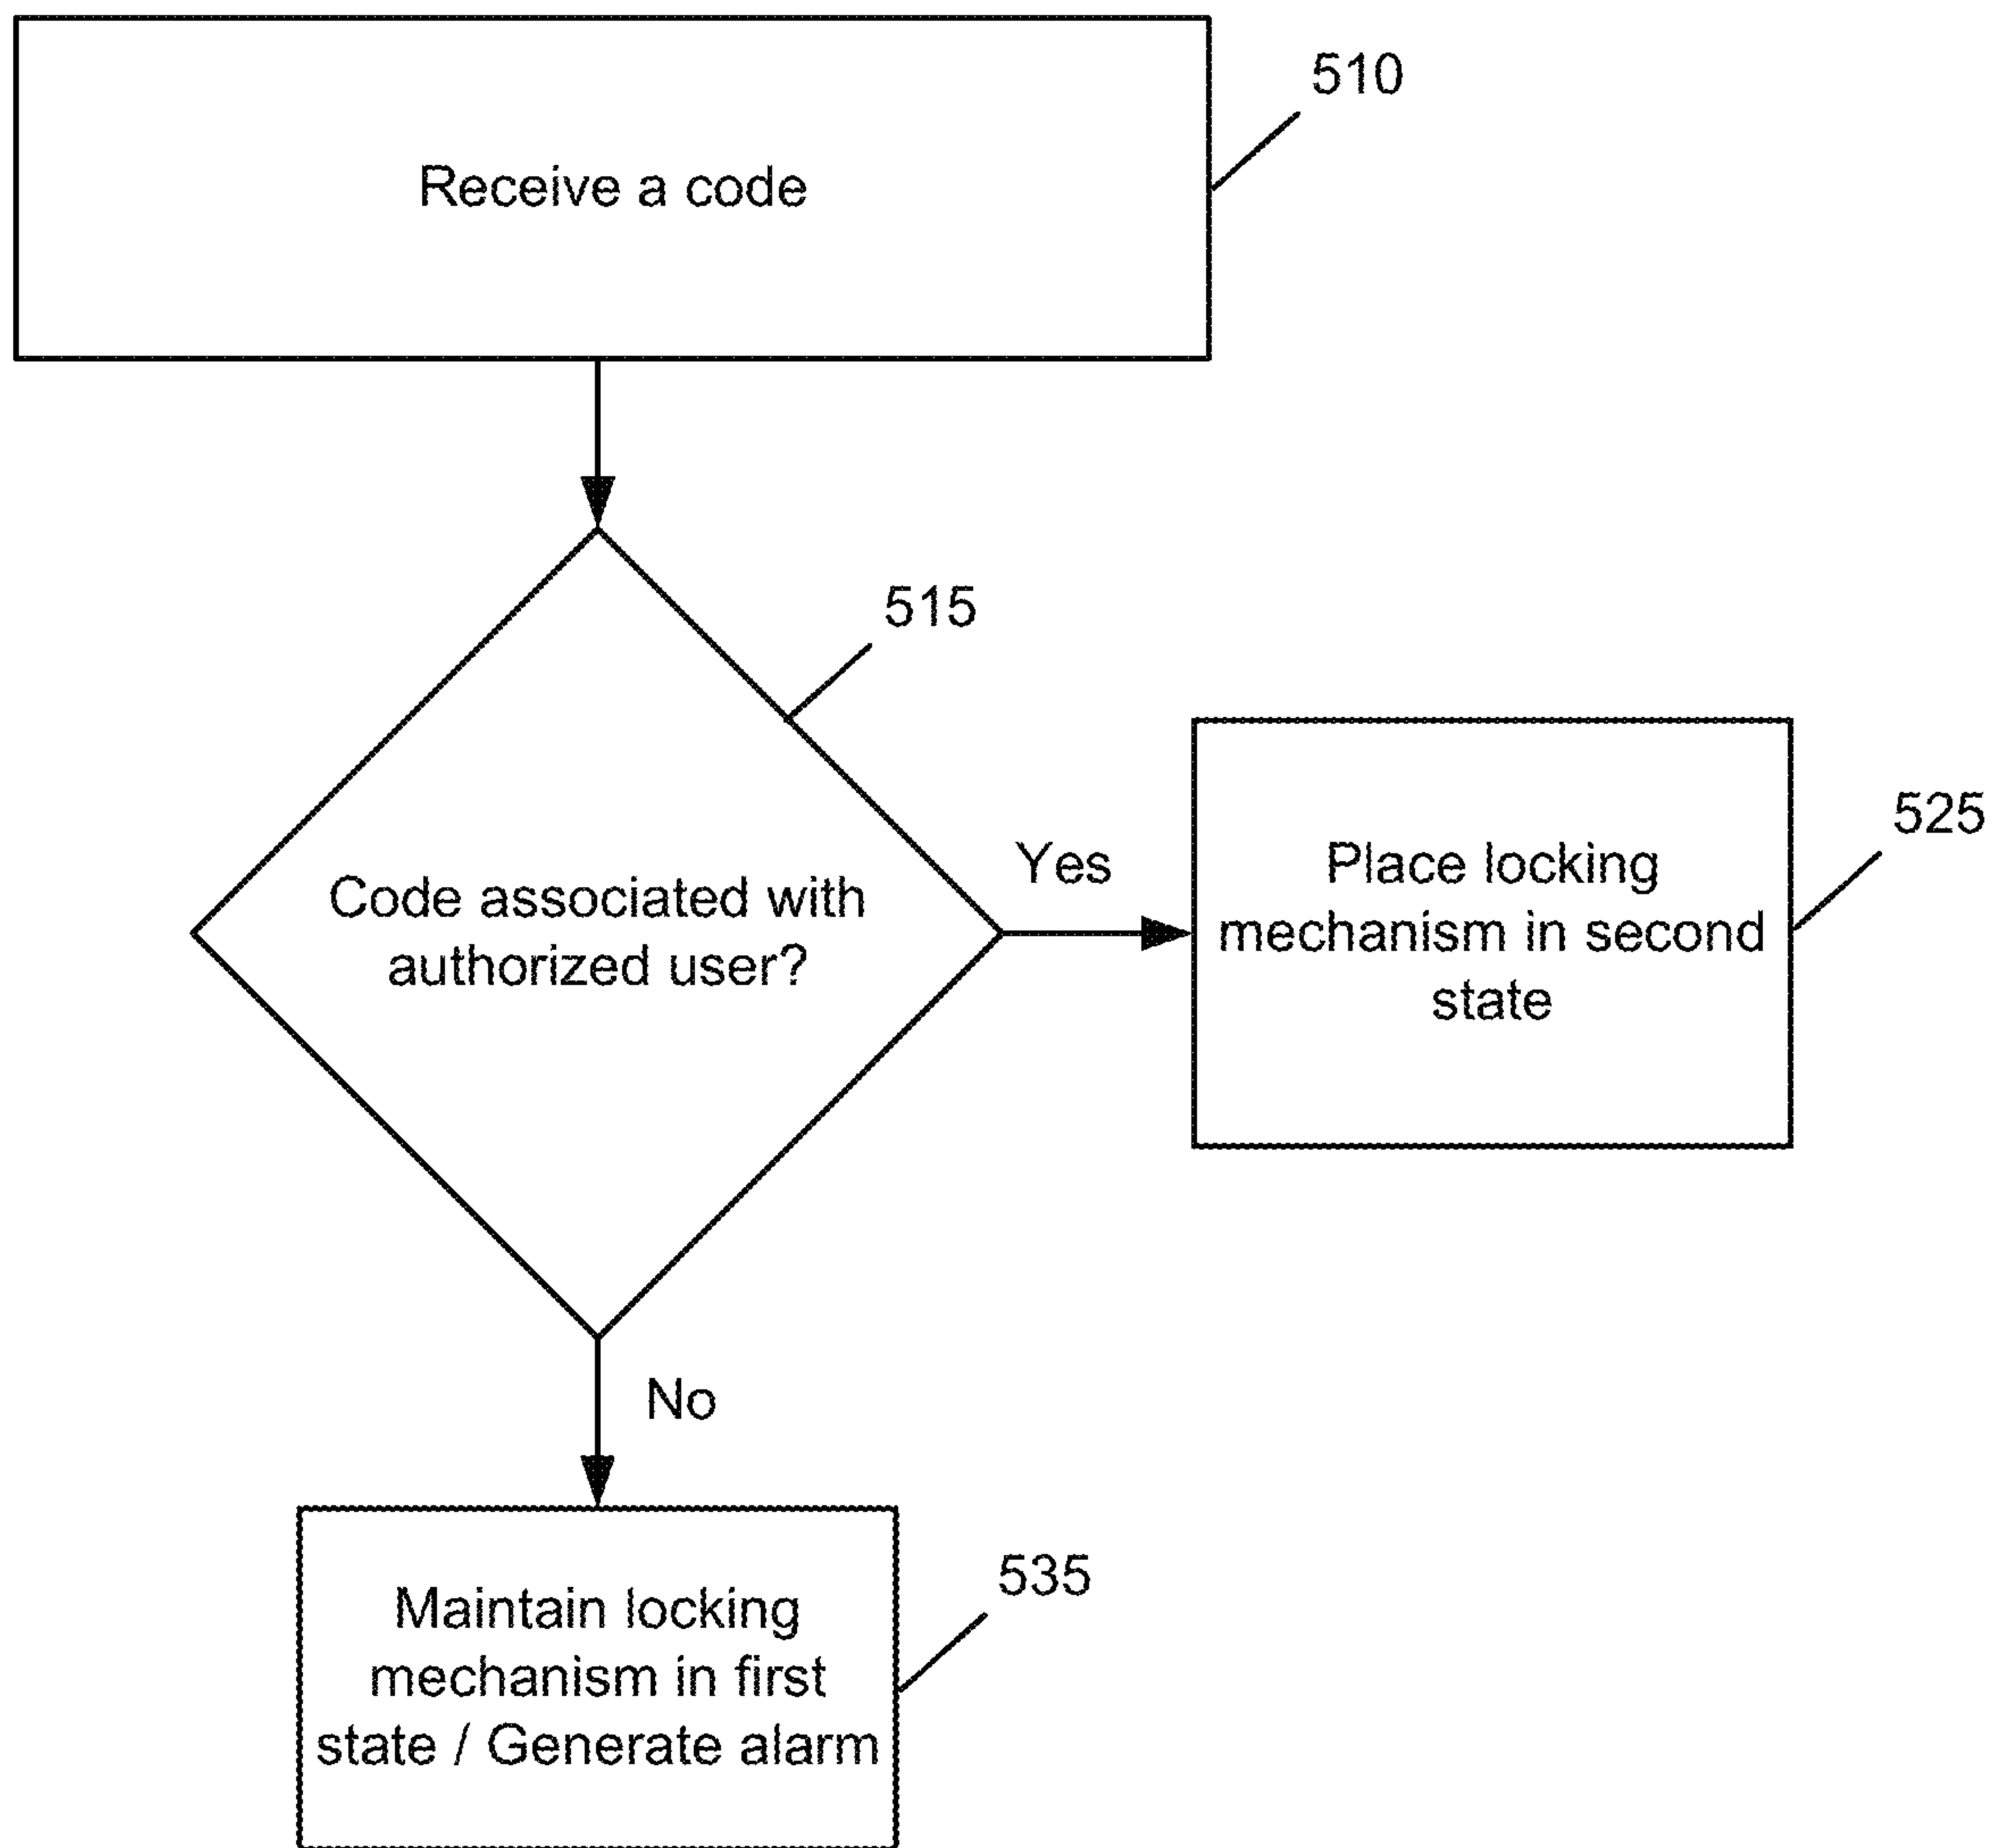 Receive a code
510
515
Code associated with
authorized user?
Yes
Place locking
mechanism in second
state
525
No
Maintain locking
mechanism in first
state / Generate alarm
535